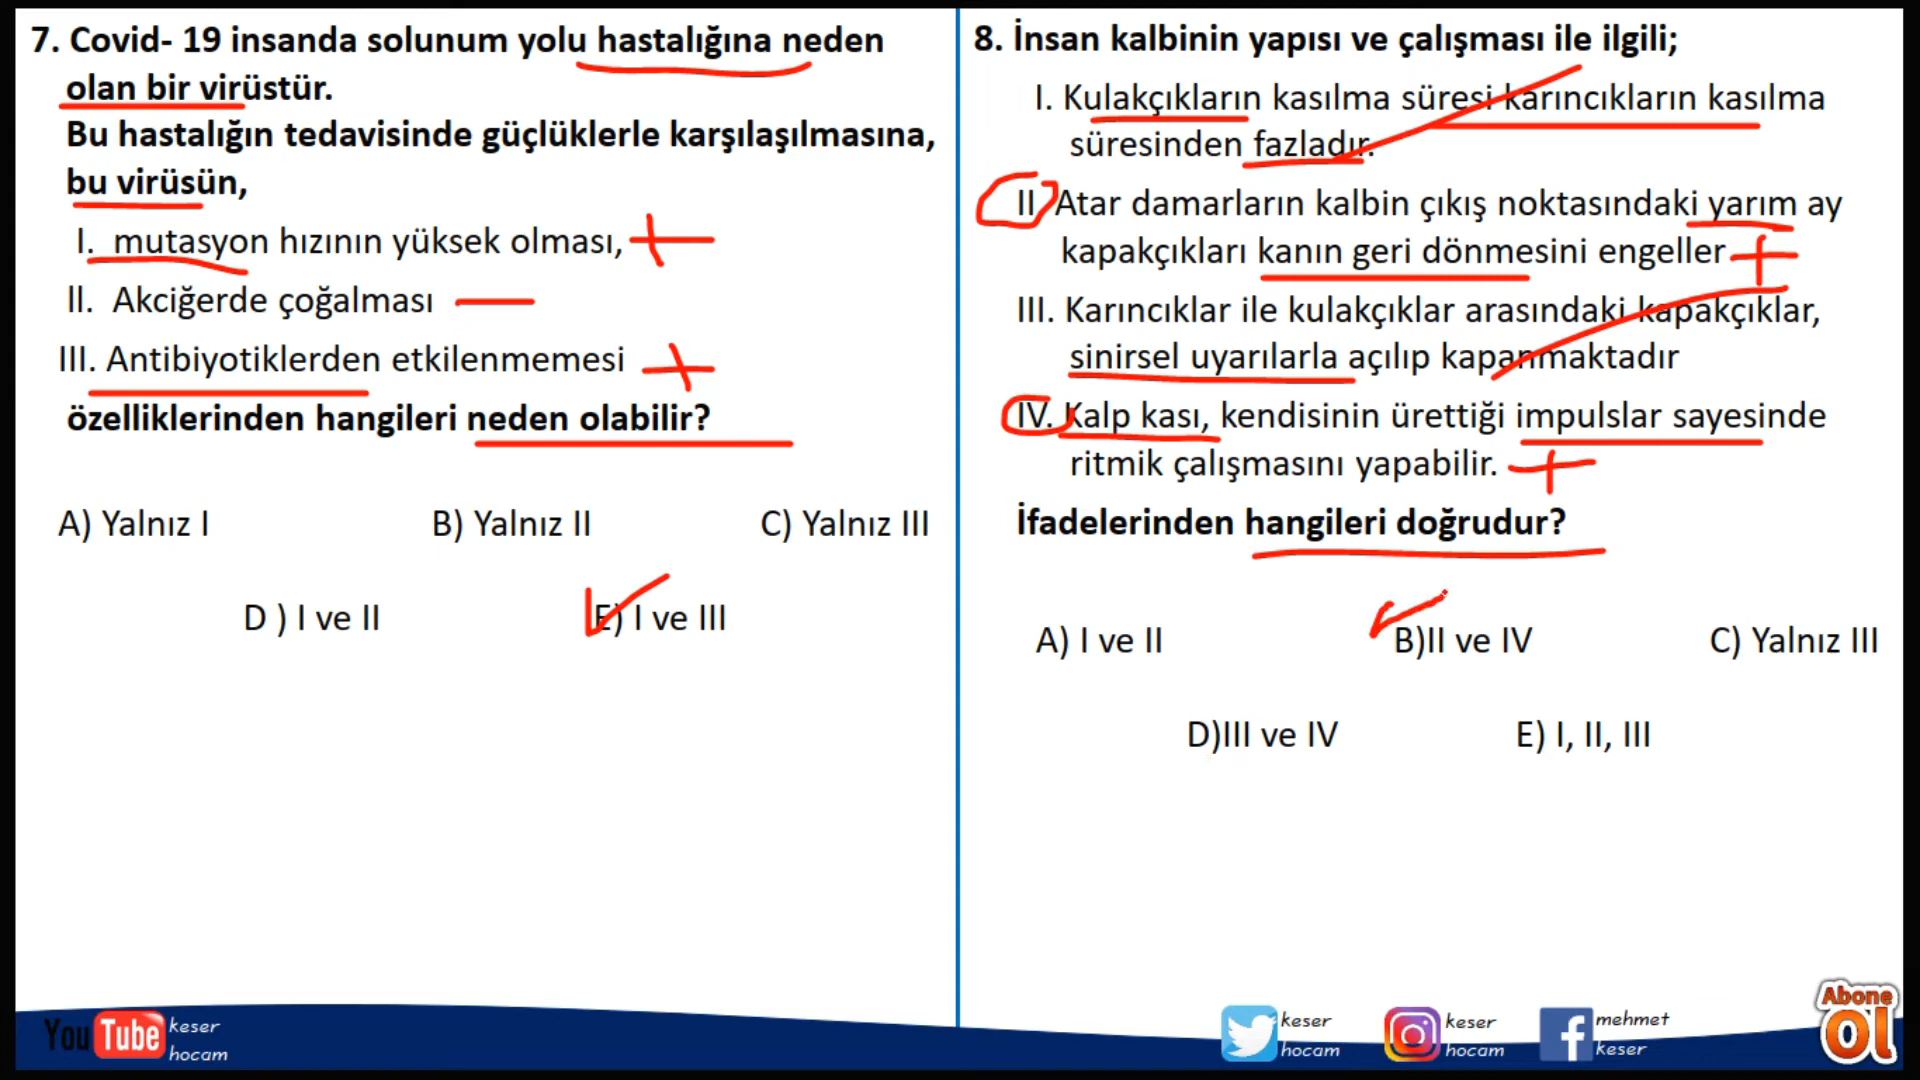 7. Covid- 19 insanda solunum yolu hastalığına neden
olan bir virüstür.
Bu hastalığın tedavisinde güçlüklerle karşılaşılmasına,
bu virüsün,
I. mutasyon hızının yüksek olması,
II. Akciğerde çoğalması
III. Antibiyotiklerden etkilenmemesi
özelliklerinden hangileri neden olabilir?
A) Yalnız I B) Yalnız II C) Yalnız III
D ) I ve II E) I ve III
8. İnsan kalbinin yapısı ve çalışması ile ilgili;
I. Kulakçıkların kasılma süresi karıncıkların kasılma
süresinden fazladır.
II. Atar damarların kalbin çıkış noktasındaki yarım ay
kapakçıkları kanın geri dönmesini engeller
III. Karıncıklar ile kulakçıklar arasındaki kapakçıklar,
sinirsel uyarılarla açılıp kapanmaktadır
IV. Kalp kası, kendisinin ürettiği impulslar sayesinde
ritmik çalışmasını yapabilir.
İfadelerinden hangileri doğrudur?
A) I ve II B)II ve IV C) Yalnız III
D)III ve IV E) I, II, III
YouTube keser
hocam
keser
hocam
keser
hocam
mehmet
keser
Abone
Ol